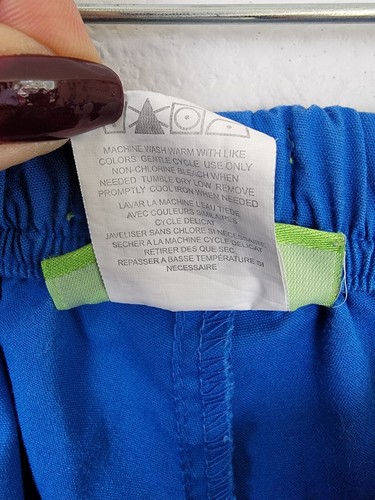 MACHINE WASH WARM WITH LIKE
COLORS GENTLE CYCLE USE ONLY
NON-CHLORINE BLEACH WHEN
NEEDED TUMBLE DRY LOW REMOVE
PROMPTLY COOL IRON WHEN NEEDED
LAVAR LA MACHINE L'EAU TIEDE
AVEC COULEURS SIMILAIRES
CYCLE DELICAT
JAVELISER SANS CHLORE SI NECESSAIRE
SECHER A LA MACHINE CYCLE DELICAT
RETIRER DES QUE SEC
REPASSER A BASSE TEMPÉRATURE SI
NECESSAIRE